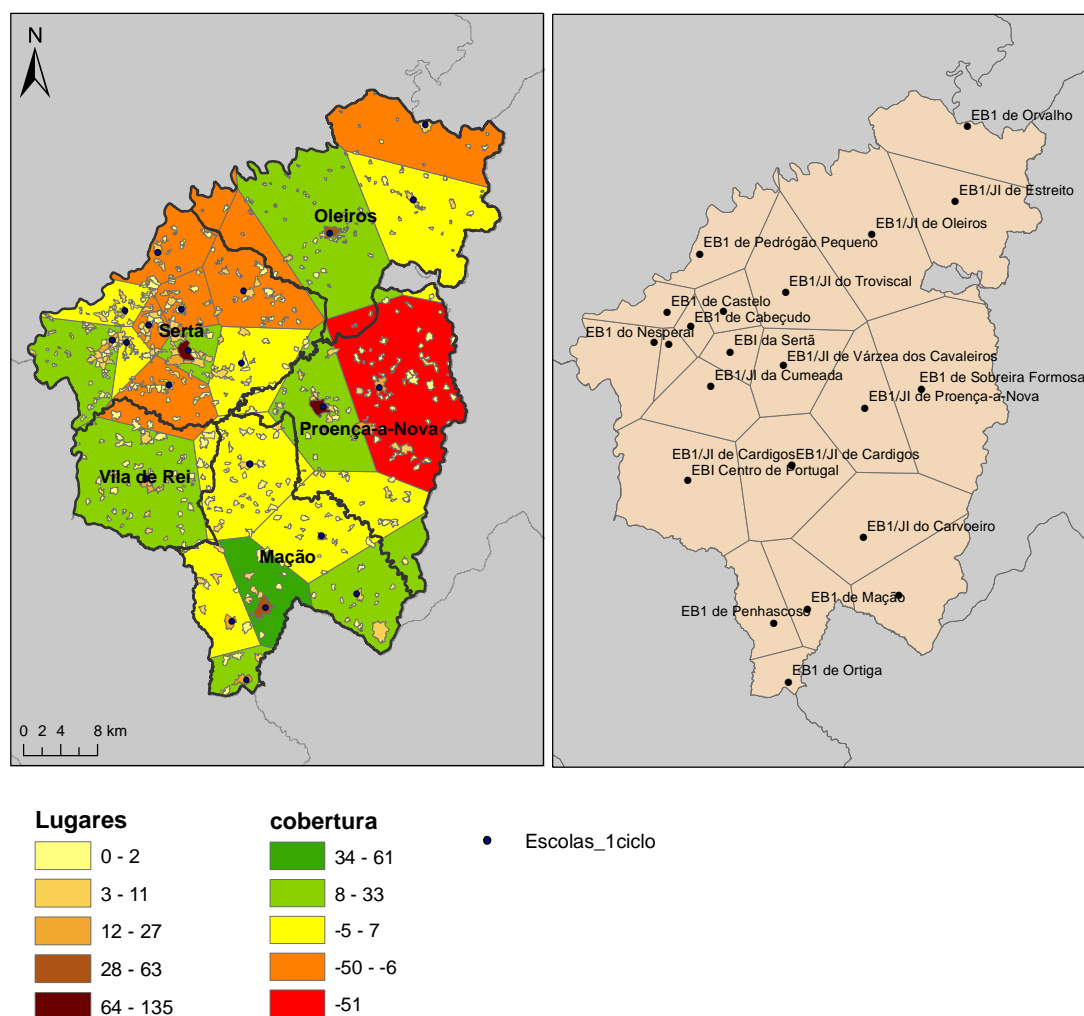 N
Oleiros
Sertã
Proença-a-Nova
Vila de Rei
Mação
0 2 4 8 km
EB1 de Orvalho
EB1/JI de Estreito
EB1/JI de Oleiros
EB1 de Pedrógão Pequeno
EB1/JI do Troviscal
EB1 de Castelo
EB1 de Cabeçudo
EB1 do Nesperal
EBI da Sertã
EB1/JI de Várzea dos Cavaleiros
EB1/JI da Cumeada
EB1 de Sobreira Formosa
EB1/JI de Proença-a-Nova
EB1/JI de Cardigos
EB1/JI de Cardigos
EBI Centro de Portugal
EB1/JI do Carvoeiro
EB1 de Mação
EB1 de Penhascoso
EB1 de Ortiga
Lugares
0 - 2
3 - 11
12 - 27
28 - 63
64 - 135
cobertura
34 - 61
8 - 33
-5 - 7
-50 - -6
-51
Escolas_1ciclo